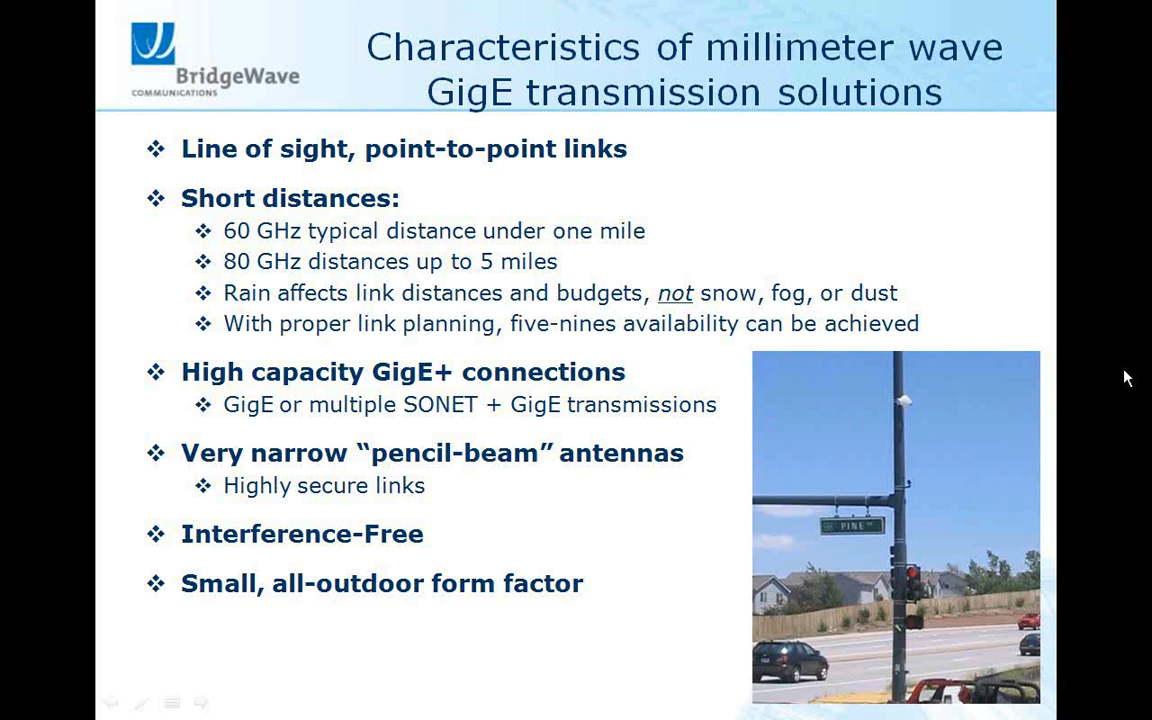 BridgeWave
COMMUNICATIONS
Characteristics of millimeter wave
GigE transmission solutions
Line of sight, point-to-point links
Short distances:
60 GHz typical distance under one mile
80 GHz distances up to 5 miles
Rain affects link distances and budgets, not snow, fog, or dust
With proper link planning, five-nines availability can be achieved
High capacity GigE+ connections
GigE or multiple SONET + GigE transmissions
Very narrow “pencil-beam” antennas
Highly secure links
Interference-Free
Small, all-outdoor form factor
PINE